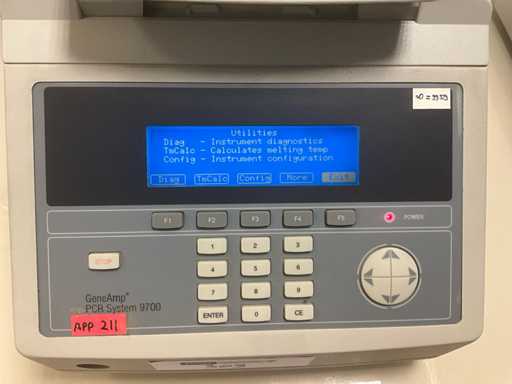 Utilities
Diag - Instrument diagnostics
TmCalc - Calculates melting temp
Config - Instrument configuration
Diag TmCalc Config More Exit
F1 F2 F3 F4 F5 POWER
STOP
1 2 3
4 5 6
7 8 9
ENTER 0 CE
GeneAmp®
PCR System 9700
APP 211